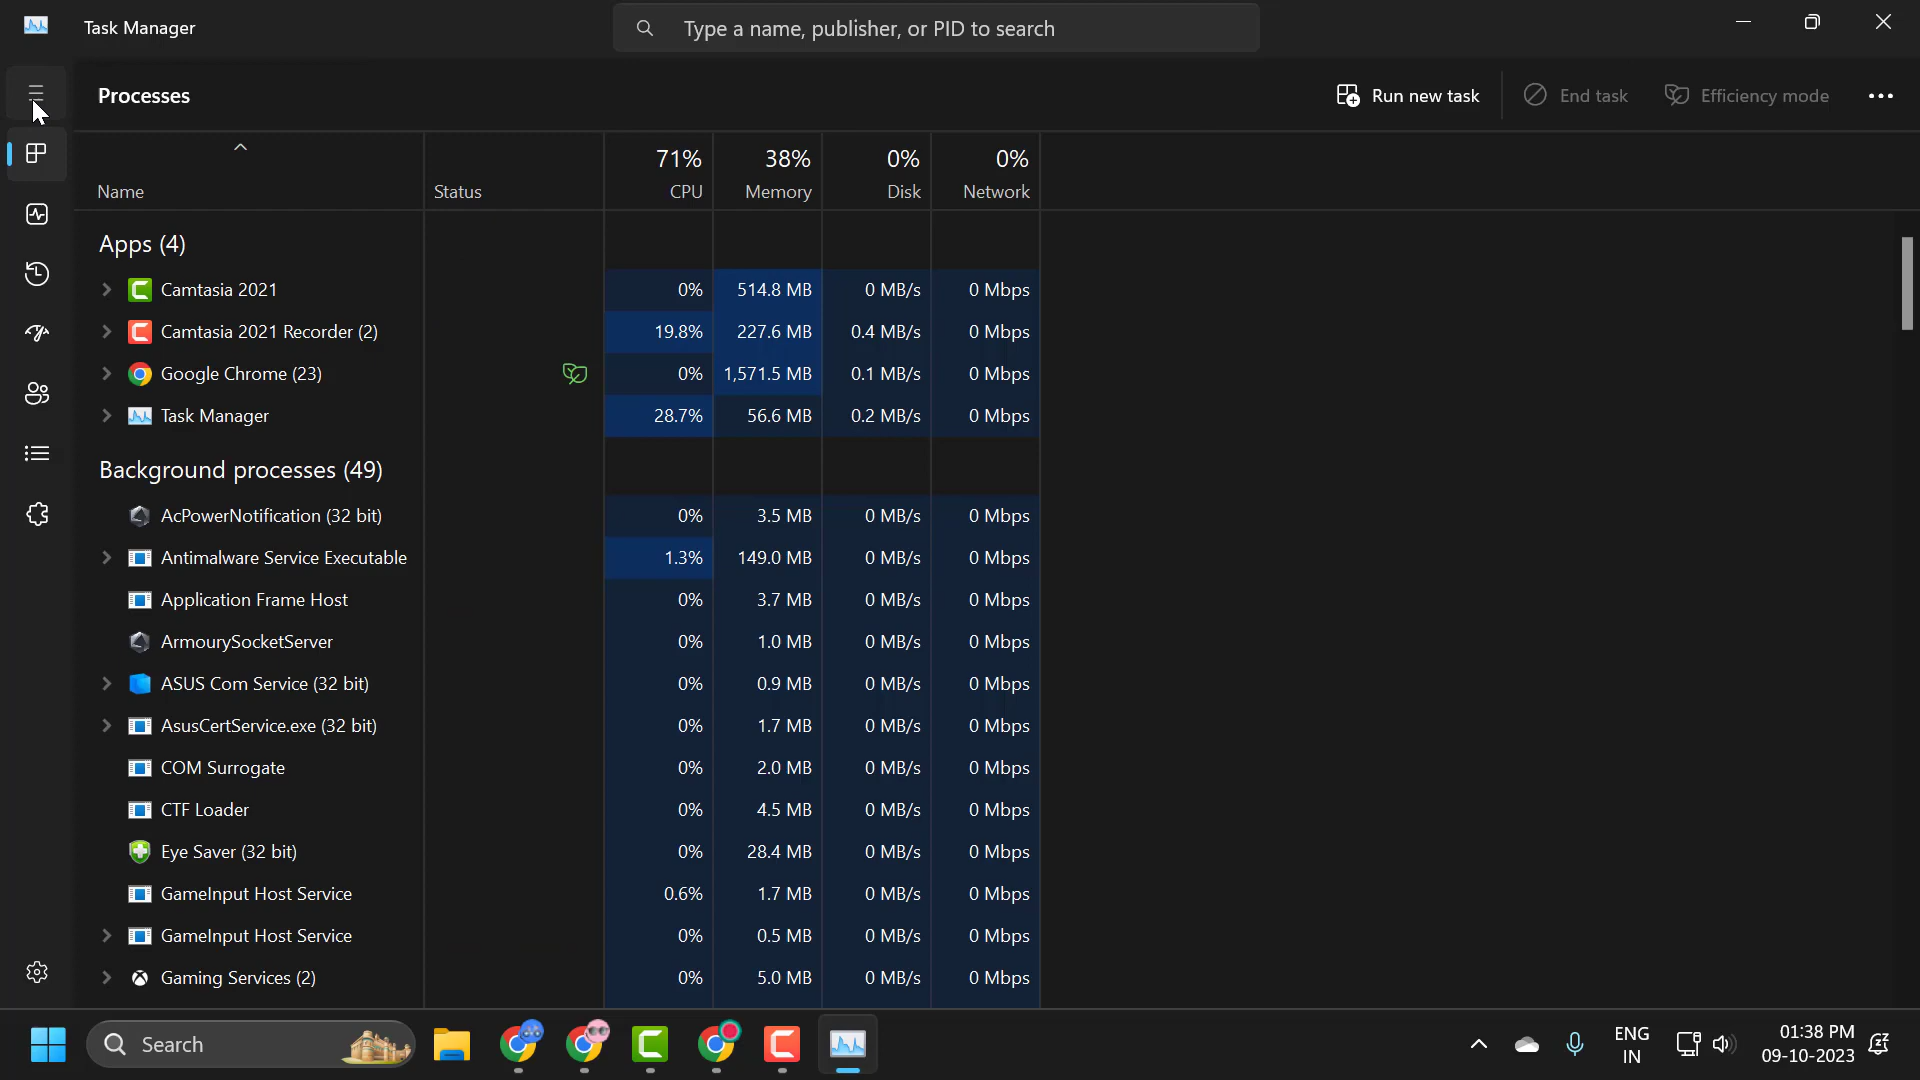 Task Manager
Type a name, publisher, or PID to search
Processes
Run new task
End task
Efficiency mode
71% 38% 0% 0%
Name Status CPU Memory Disk Network
Apps (4)
Camtasia 2021 0% 514.8 MB 0 MB/s 0 Mbps
Camtasia 2021 Recorder (2) 19.8% 227.6 MB 0.4 MB/s 0 Mbps
Google Chrome (23) 0% 1,571.5 MB 0.1 MB/s 0 Mbps
Task Manager 28.7% 56.6 MB 0.2 MB/s 0 Mbps
Background processes (49)
AcPowerNotification (32 bit) 0% 3.5 MB 0 MB/s 0 Mbps
Antimalware Service Executable 1.3% 149.0 MB 0 MB/s 0 Mbps
Application Frame Host 0% 3.7 MB 0 MB/s 0 Mbps
ArmourySocketServer 0% 1.0 MB 0 MB/s 0 Mbps
ASUS Com Service (32 bit) 0% 0.9 MB 0 MB/s 0 Mbps
AsusCertService.exe (32 bit) 0% 1.7 MB 0 MB/s 0 Mbps
COM Surrogate 0% 2.0 MB 0 MB/s 0 Mbps
CTF Loader 0% 4.5 MB 0 MB/s 0 Mbps
Eye Saver (32 bit) 0% 28.4 MB 0 MB/s 0 Mbps
GameInput Host Service 0.6% 1.7 MB 0 MB/s 0 Mbps
GameInput Host Service 0% 0.5 MB 0 MB/s 0 Mbps
Gaming Services (2) 0% 5.0 MB 0 MB/s 0 Mbps
Search
ENG
IN
01:38 PM
09-10-2023